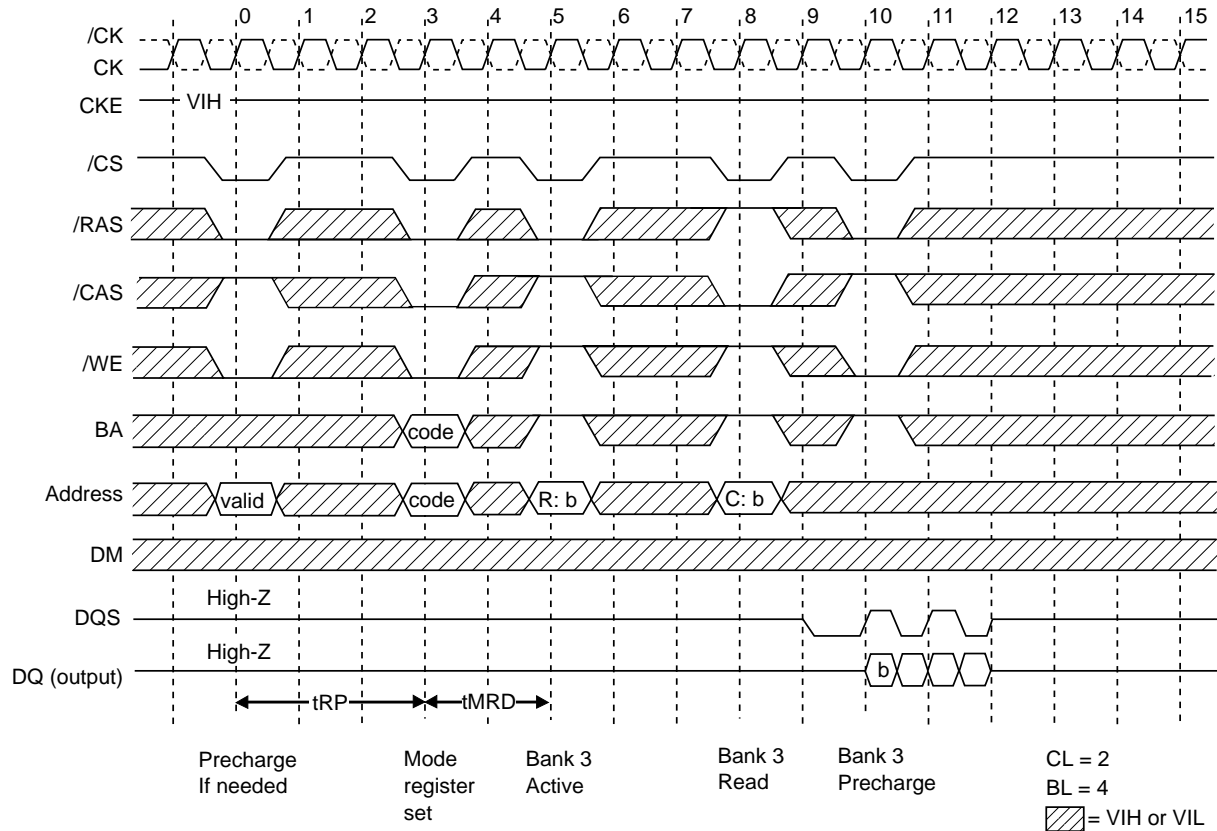 0 1 2 3 4 5 6 7 8 9 10 11 12 13 14 15
/CK
CK
CKE
VIH
/CS
/RAS
/CAS
/WE
BA
code
Address
valid
code
R: b
C: b
DM
High-Z
DQS
High-Z
DQ (output)
b
tRP
tMRD
Precharge
If needed
Mode
register
set
Bank 3
Active
Bank 3
Read
Bank 3
Precharge
CL = 2
BL = 4
= VIH or VIL